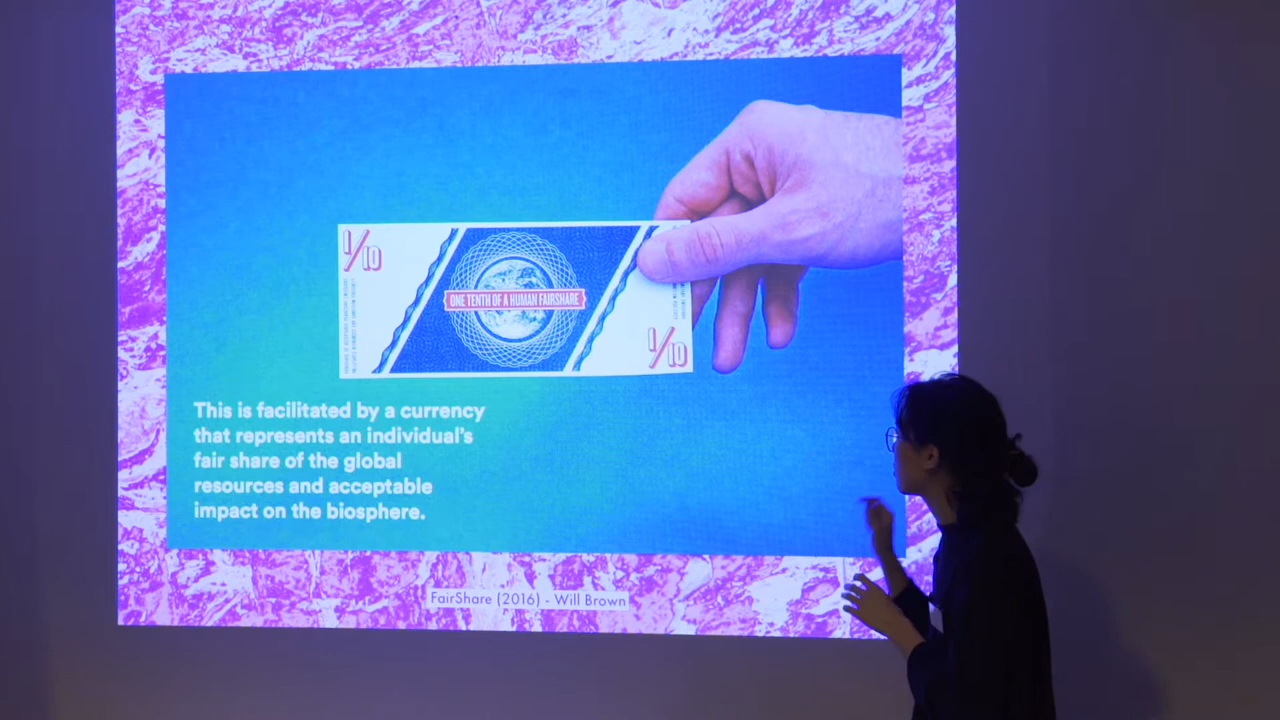 1/10
ONE TENTH OF A HUMAN FAIRSHARE
1/10
This is facilitated by a currency
that represents an individual's
fair share of the global
resources and acceptable
impact on the biosphere.
FairShare (2016) - Will Brown